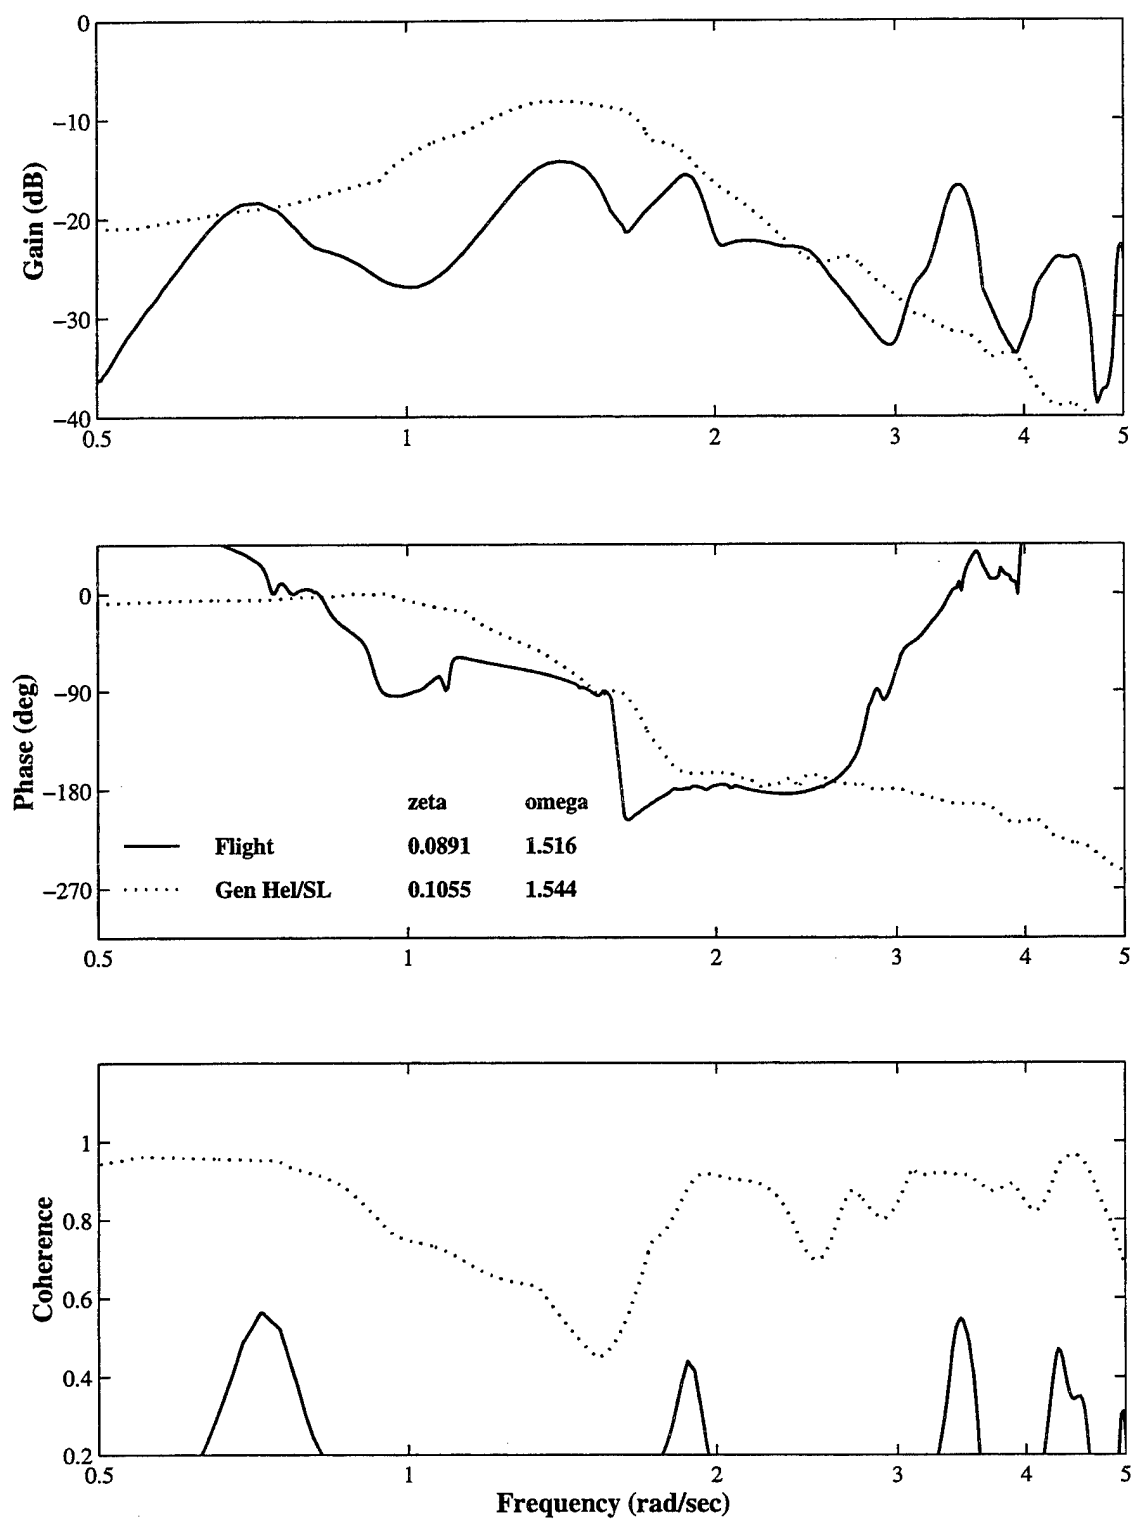 0
−10
−20
−30
−40
Gain (dB)
0.5 1 2 3 4 5
0
−90
−180
−270
Phase (deg)
zeta omega
Flight 0.0891 1.516
Gen Hel/SL 0.1055 1.544
0.5 1 2 3 4 5
1
0.8
0.6
0.4
0.2
Coherence
0.5 1 2 3 4 5
Frequency (rad/sec)